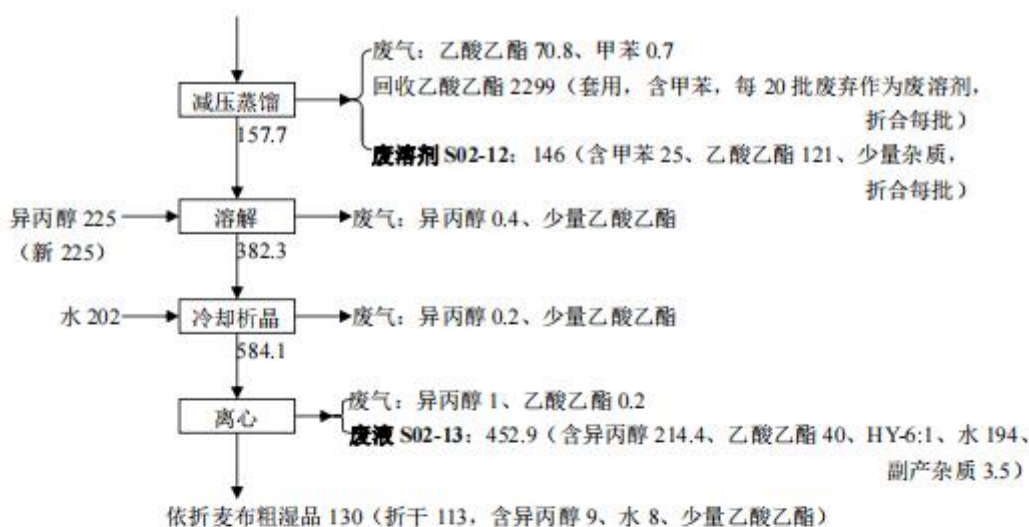 废气：乙酸乙酯 70.8、甲苯 0.7
减压蒸馏
回收乙酸乙酯 2299（套用，含甲苯，每 20 批废弃作为废溶剂，
折合每批）
157.7
废溶剂 S02-12：146（含甲苯 25、乙酸乙酯 121、少量杂质，
折合每批）
异丙醇 225
（新 225）
溶解
废气：异丙醇 0.4、少量乙酸乙酯
382.3
水 202
冷却析晶
废气：异丙醇 0.2、少量乙酸乙酯
584.1
离心
废气：异丙醇 1、乙酸乙酯 0.2
废液 S02-13：452.9（含异丙醇 214.4、乙酸乙酯 40、HY-6:1、水 194、
副产杂质 3.5）
依折麦布粗湿品 130（折干 113，含异丙醇 9、水 8、少量乙酸乙酯）